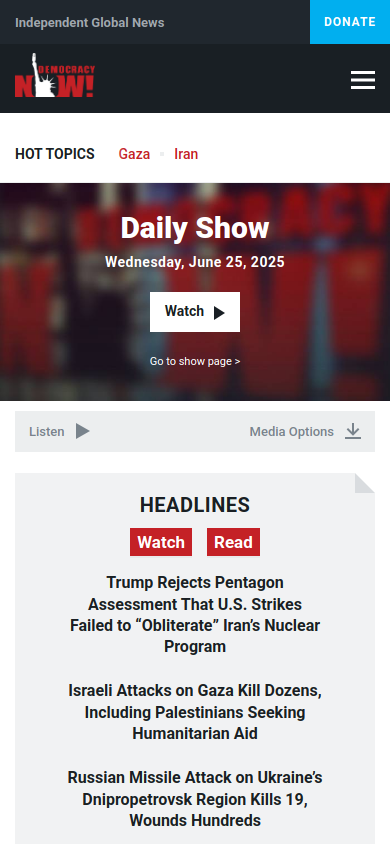 Independent Global News
DONATE
DEMOCRACY
NOW!
HOT TOPICS
Gaza
Iran
Daily Show
Wednesday, June 25, 2025
Watch
Go to show page >
Listen
Media Options
HEADLINES
Watch
Read
Trump Rejects Pentagon
Assessment That U.S. Strikes
Failed to “Obliterate” Iran’s Nuclear
Program
Israeli Attacks on Gaza Kill Dozens,
Including Palestinians Seeking
Humanitarian Aid
Russian Missile Attack on Ukraine’s
Dnipropetrovsk Region Kills 19,
Wounds Hundreds